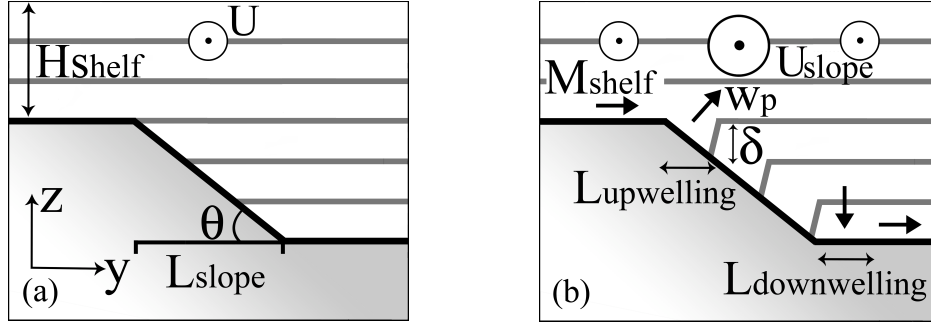 U
HShelf
z
y
θ
Lslope
(a)
Uslope
Mshelf
wp
δ
Lupwelling
Ldownwelling
(b)